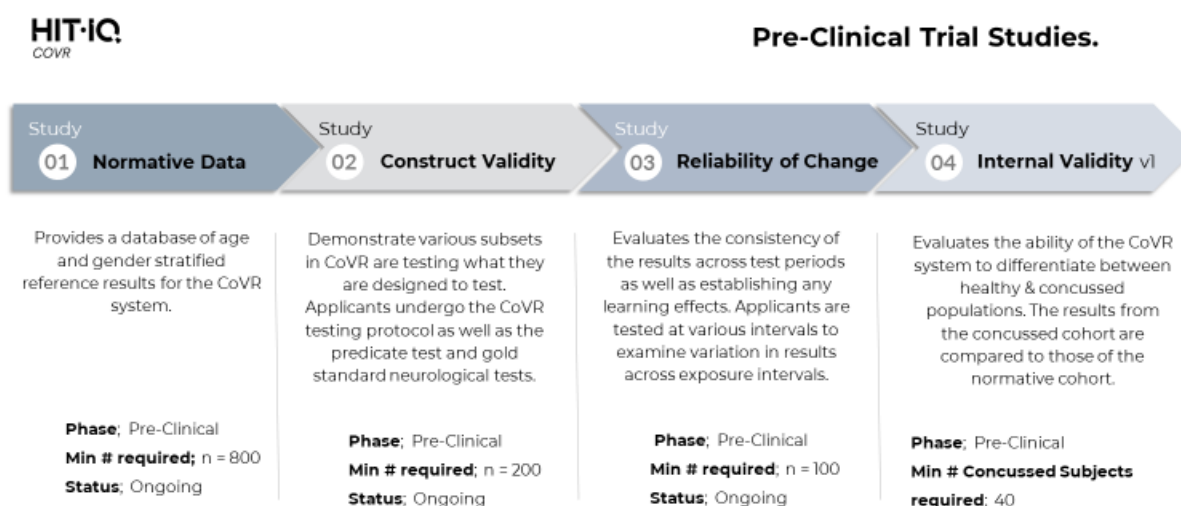 HIT·IQ
COVR
Pre-Clinical Trial Studies.
Study
01 Normative Data
Study
02 Construct Validity
Study
03 Reliability of Change
Study
04 Internal Validity v1
Provides a database of age
and gender stratified
reference results for the CoVR
system.
Phase; Pre-Clinical
Min # required; n = 800
Status; Ongoing
Demonstrate various subsets
in CoVR are testing what they
are designed to test.
Applicants undergo the CoVR
testing protocol as well as the
predicate test and gold
standard neurological tests.
Phase; Pre-Clinical
Min # required; n = 200
Status; Ongoing
Evaluates the consistency of
the results across test periods
as well as establishing any
learning effects. Applicants are
tested at various intervals to
examine variation in results
across exposure intervals.
Phase; Pre-Clinical
Min # required; n = 100
Status; Ongoing
Evaluates the ability of the CoVR
system to differentiate between
healthy & concussed
populations. The results from
the concussed cohort are
compared to those of the
normative cohort.
Phase; Pre-Clinical
Min # Concussed Subjects
required; 40